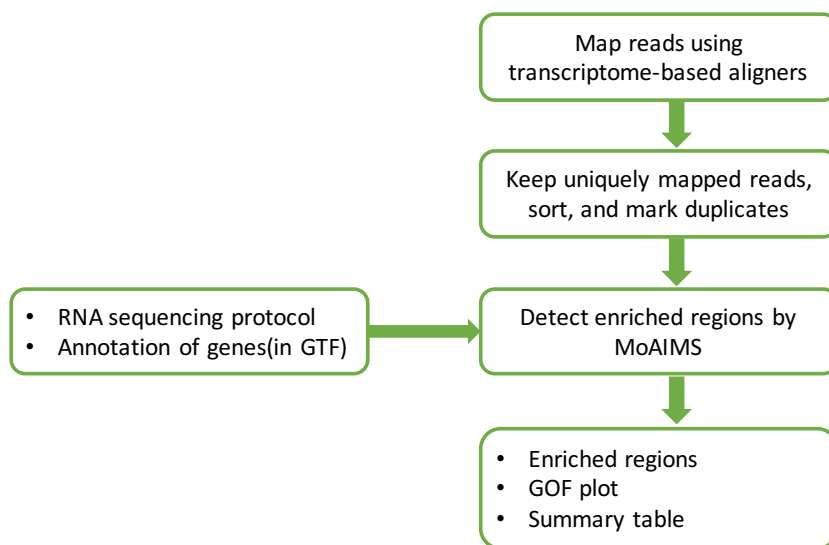 Map reads using
transcriptome-based aligners
Keep uniquely mapped reads,
sort, and mark duplicates
• RNA sequencing protocol
• Annotation of genes(in GTF)
Detect enriched regions by
MoAIMS
• Enriched regions
• GOF plot
• Summary table